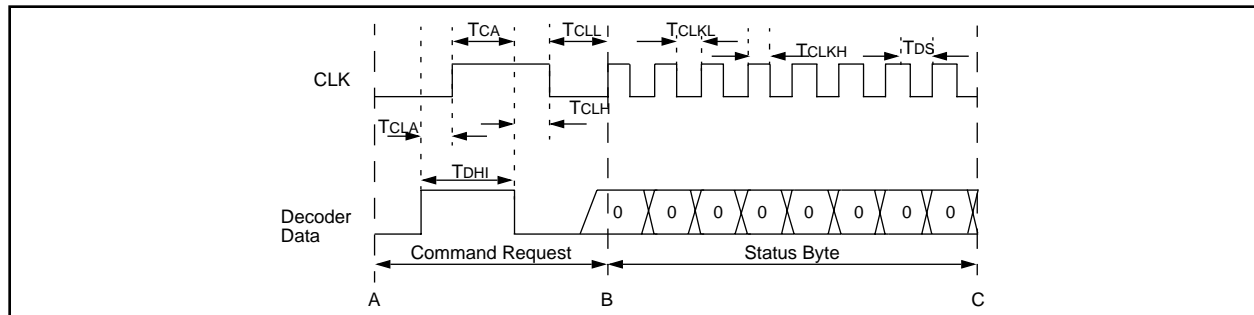 TCA TCLL TCLKL
TCLKH TDS
CLK
TCLH
TCLA
TDHI
0 0 0 0 0 0 0 0
Decoder
Data
Command Request Status Byte
A B C